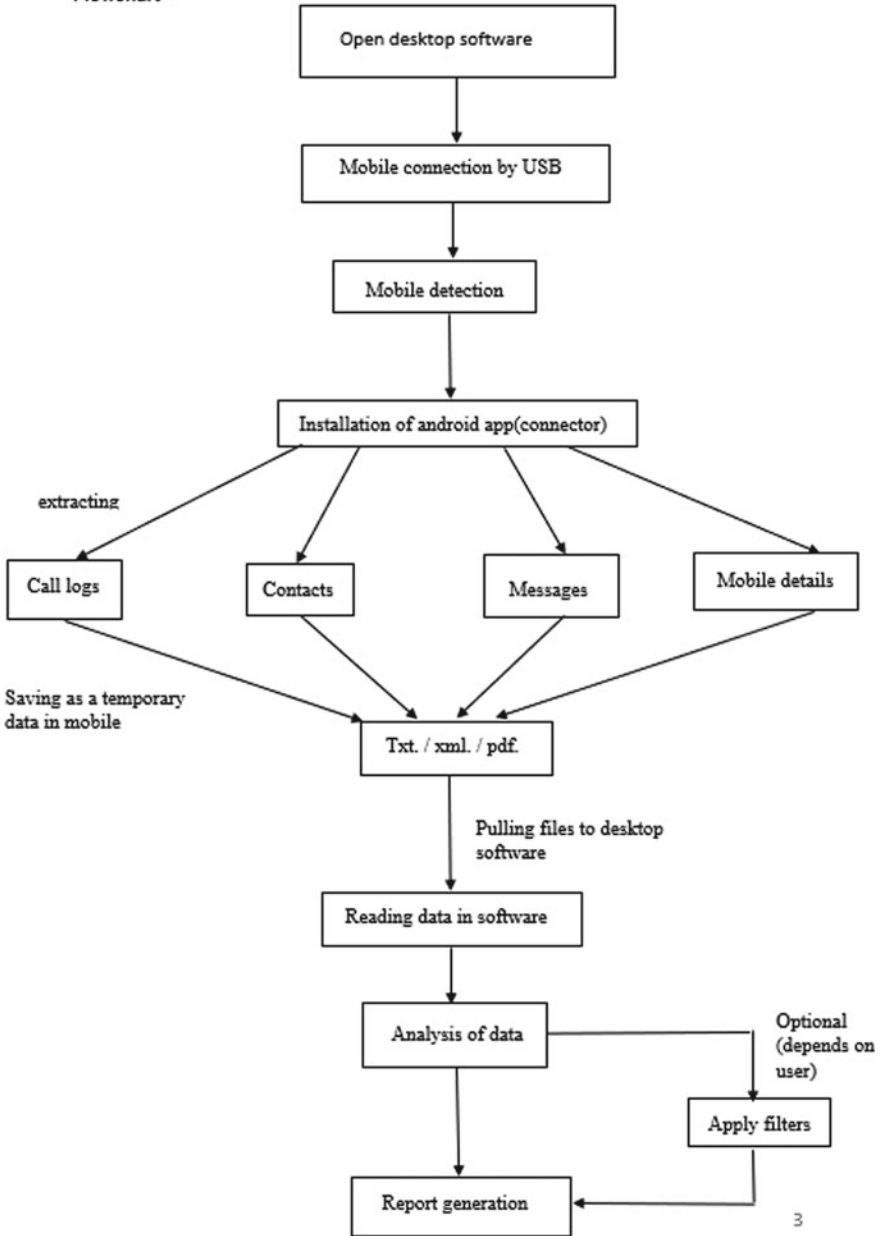 Flowchart
Open desktop software
Mobile connection by USB
Mobile detection
Installation of android app(connector)
extracting
Call logs
Contacts
Messages
Mobile details
Saving as a temporary
data in mobile
Txt. / xml. / pdf.
Pulling files to desktop
software
Reading data in software
Analysis of data
Optional
(depends on
user)
Apply filters
Report generation
3